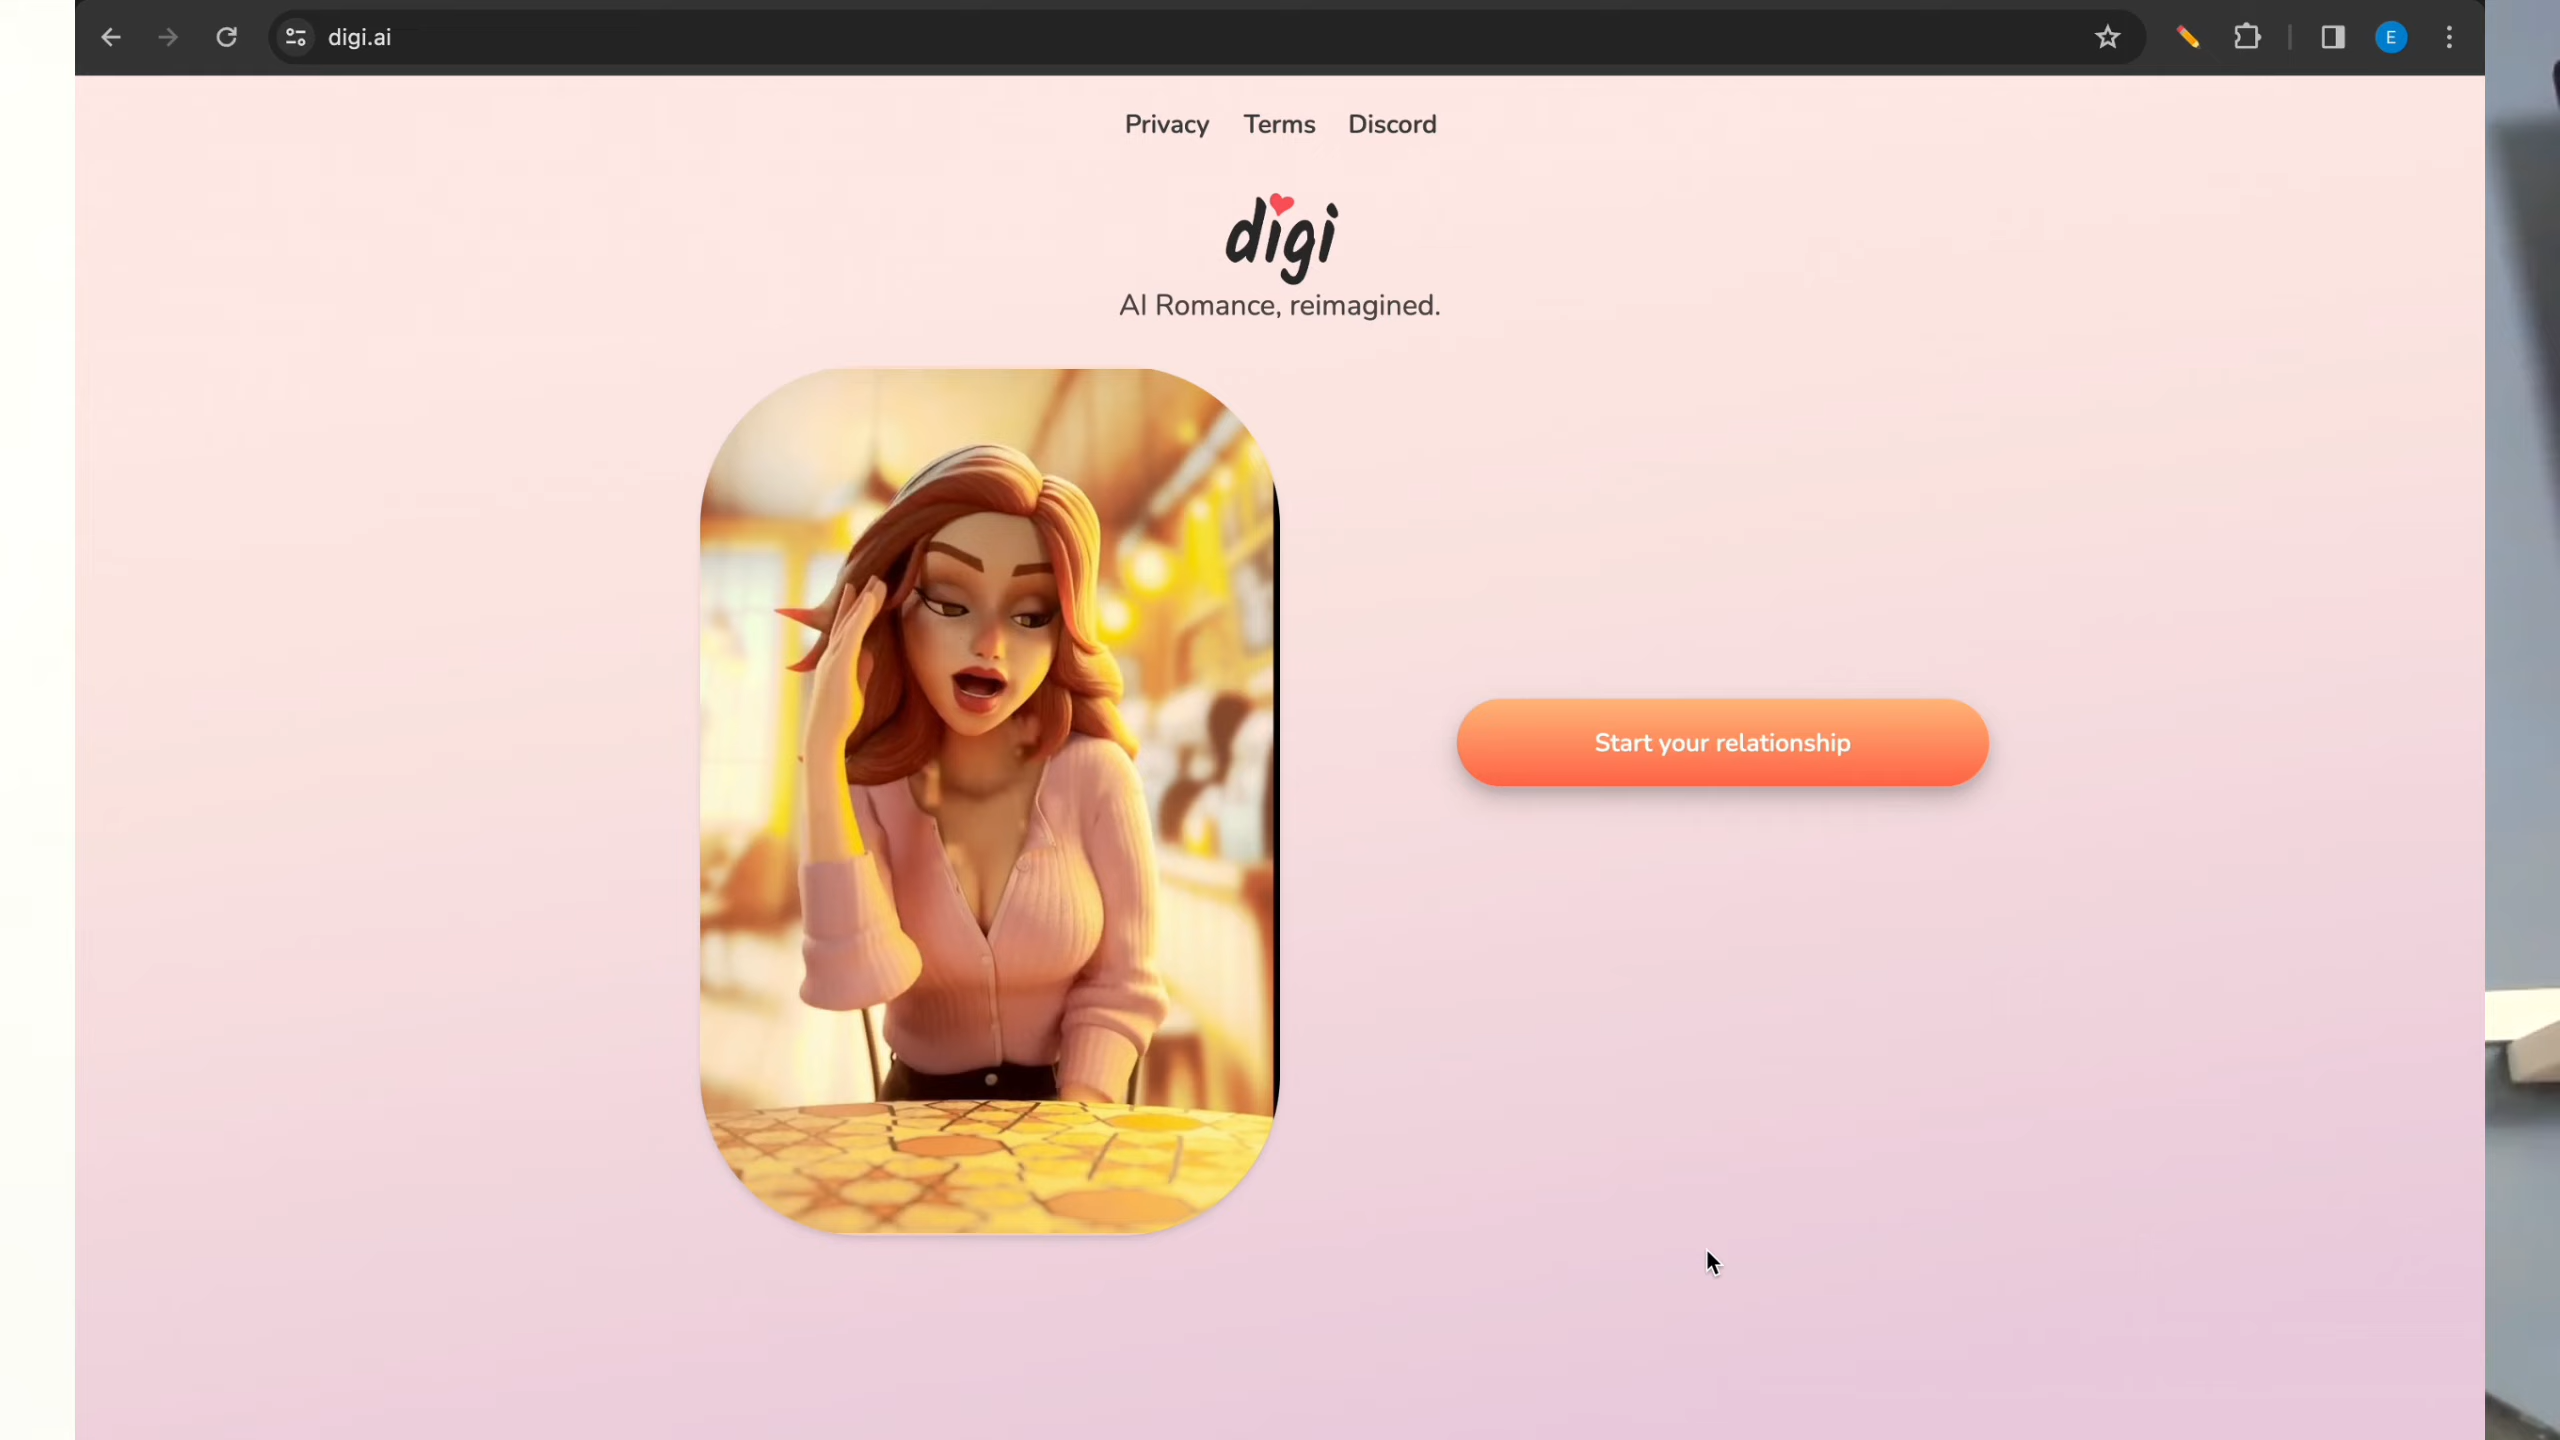 digi.ai
E
Privacy Terms Discord
digi
AI Romance, reimagined.
Start your relationship